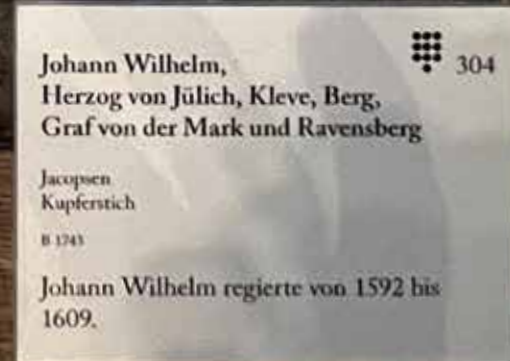 Johann Wilhelm,
304
Herzog von Jülich, Kleve, Berg,
Graf von der Mark und Ravensberg
Jacopsen
Kupferstich
B 1743
Johann Wilhelm regierte von 1592 bis
1609.